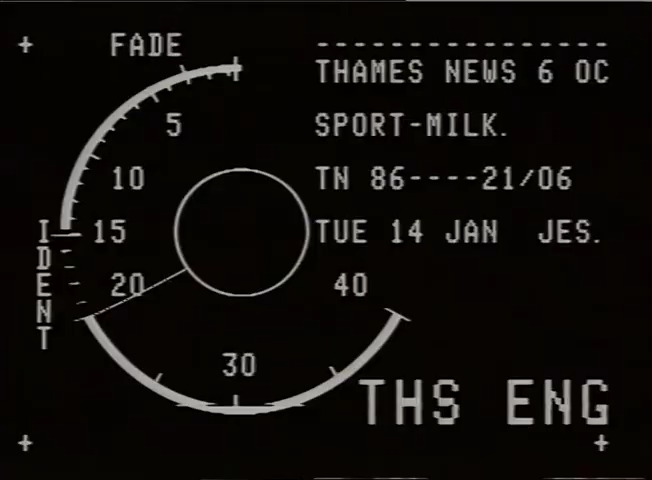 FADE
----------------
THAMES NEWS 6 OC
SPORT-MILK.
TN 86----21/06
TUE 14 JAN  JES.
5
10
15
20
30
40
IDENT
THS ENG